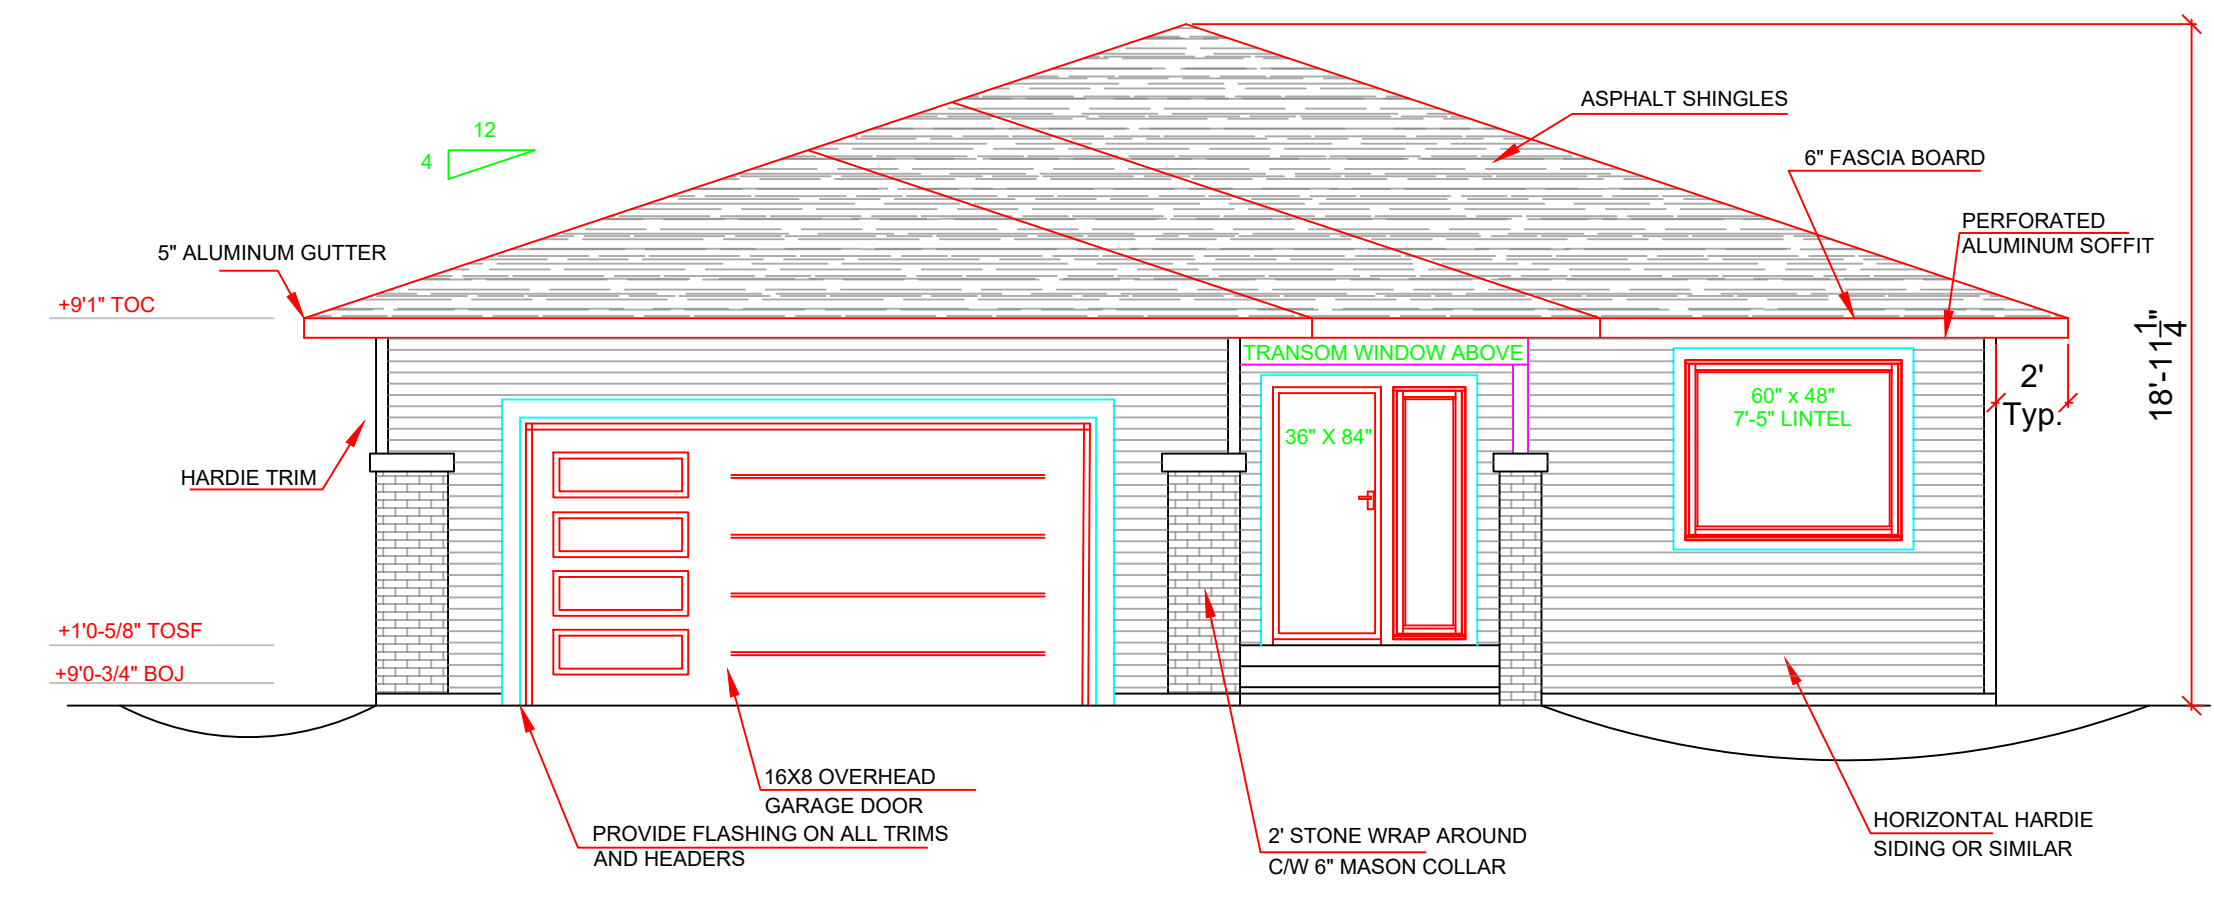 ASPHALT SHINGLES
12
4
6" FASCIA BOARD
PERFORATED
ALUMINUM SOFFIT
5" ALUMINUM GUTTER
+9'1" TOC
18'-11 1/4"
TRANSOM WINDOW ABOVE
2'
Typ.
60" x 48"
7'-5" LINTEL
36" X 84"
HARDIE TRIM
+1'0-5/8" TOSF
+9'0-3/4" BOJ
16X8 OVERHEAD
GARAGE DOOR
PROVIDE FLASHING ON ALL TRIMS
AND HEADERS
2' STONE WRAP AROUND
C/W 6" MASON COLLAR
HORIZONTAL HARDIE
SIDING OR SIMILAR